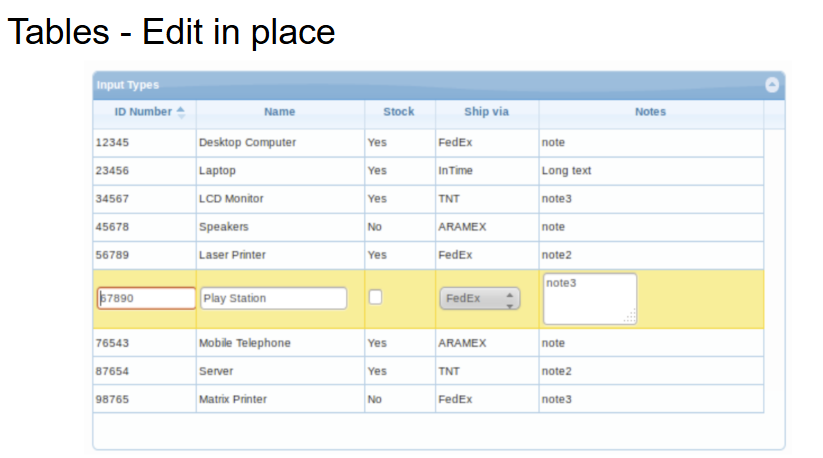 Tables - Edit in place
Input Types
ID Number Name Stock Ship via Notes
12345 Desktop Computer Yes FedEx note
23456 Laptop Yes InTime Long text
34567 LCD Monitor Yes TNT note3
45678 Speakers No ARAMEX note
56789 Laser Printer Yes FedEx note2
67890 Play Station FedEx note3
76543 Mobile Telephone Yes ARAMEX note
87654 Server Yes TNT note2
98765 Matrix Printer No FedEx note3